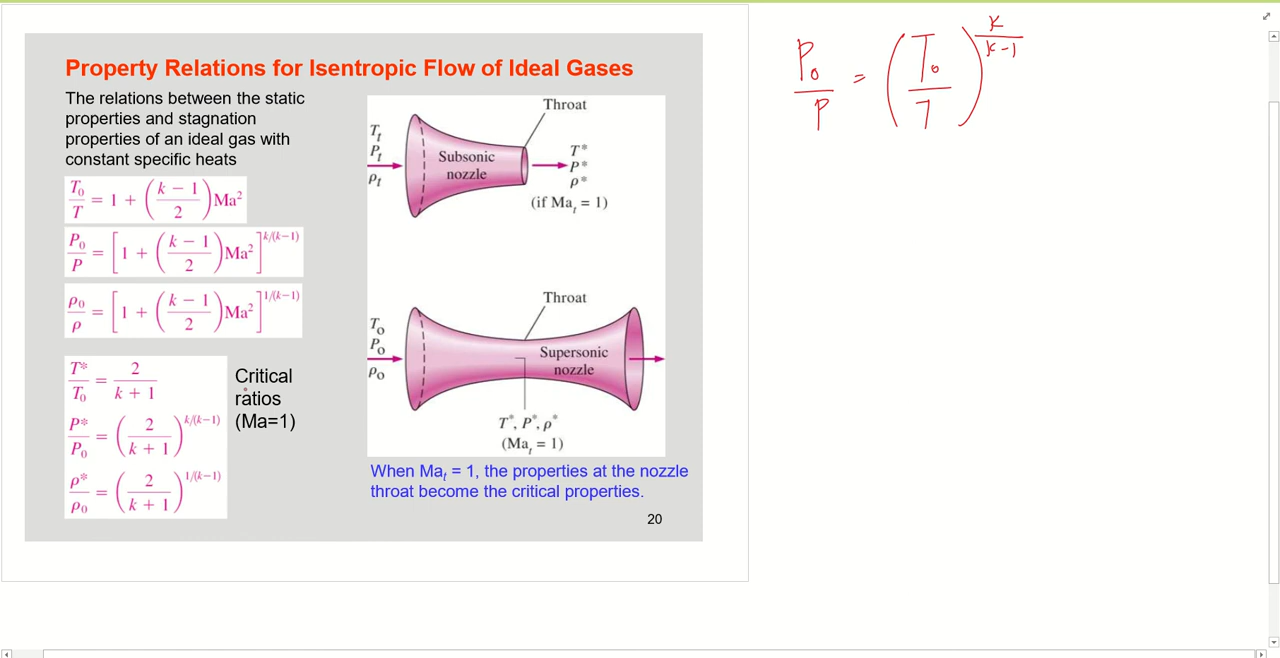 Property Relations for Isentropic Flow of Ideal Gases
The relations between the static
properties and stagnation
properties of an ideal gas with
constant specific heats
T₀/T = 1 + ((k − 1)/2)Ma²
P₀/P = [1 + ((k − 1)/2)Ma²]^k/(k−1)
ρ₀/ρ = [1 + ((k − 1)/2)Ma²]^1/(k−1)
T*/T₀ = 2/(k + 1)
P*/P₀ = (2/(k + 1))^k/(k−1)
ρ*/ρ₀ = (2/(k + 1))^1/(k−1)
Critical
ratios
(Ma=1)
Throat
Tₜ
Pₜ
ρₜ
Subsonic
nozzle
T*
P*
ρ*
(if Maₜ = 1)
Throat
Tₒ
Pₒ
ρₒ
Supersonic
nozzle
T*, P*, ρ*
(Maₜ = 1)
When Maₜ = 1, the properties at the nozzle
throat become the critical properties.
20
P₀/P = (T₀/T)^k/(k-1)